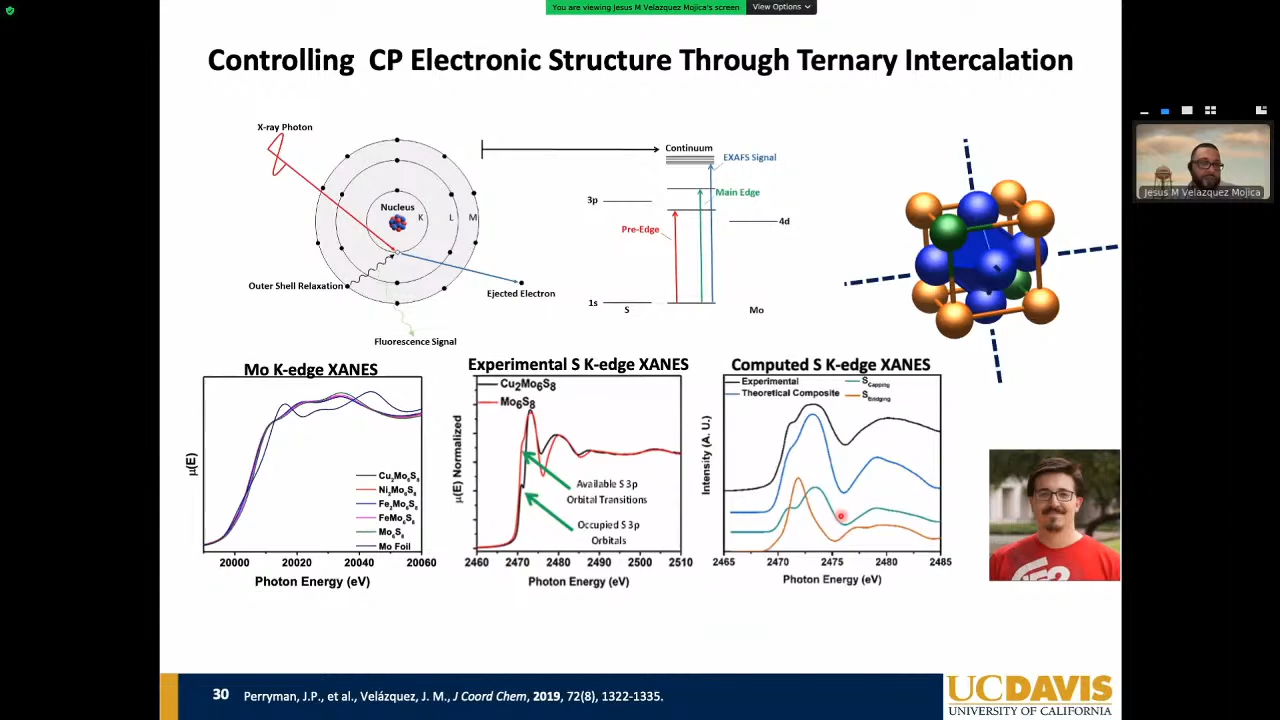 You are viewing Jesus M Velazquez Mojica's screen
View Options
Controlling CP Electronic Structure Through Ternary Intercalation
X-ray Photon
Nucleus
K
L
M
Outer Shell Relaxation
Ejected Electron
Fluorescence Signal
Continuum
EXAFS Signal
Main Edge
3p
4d
Pre-Edge
1s
S
Mo
Jesus M Velazquez Mojica
Mo K-edge XANES
μ(E)
Cu2Mo6S8
Ni2Mo6S8
Fe2Mo6S8
FeMo6S8
Mo6S8
Mo Foil
20000 20020 20040 20060
Photon Energy (eV)
Experimental S K-edge XANES
μ(E) Normalized
Cu2Mo6S8
Mo6S8
Available S 3p
Orbital Transitions
Occupied S 3p
Orbitals
2460 2470 2480 2490 2500 2510
Photon Energy (eV)
Computed S K-edge XANES
Intensity (A. U.)
Experimental
Theoretical Composite
SCapping
SBridging
2465 2470 2475 2480 2485
Photon Energy (eV)
30
Perryman, J.P., et al., Velázquez, J. M., J Coord Chem, 2019, 72(8), 1322-1335.
UCDAVIS
UNIVERSITY OF CALIFORNIA